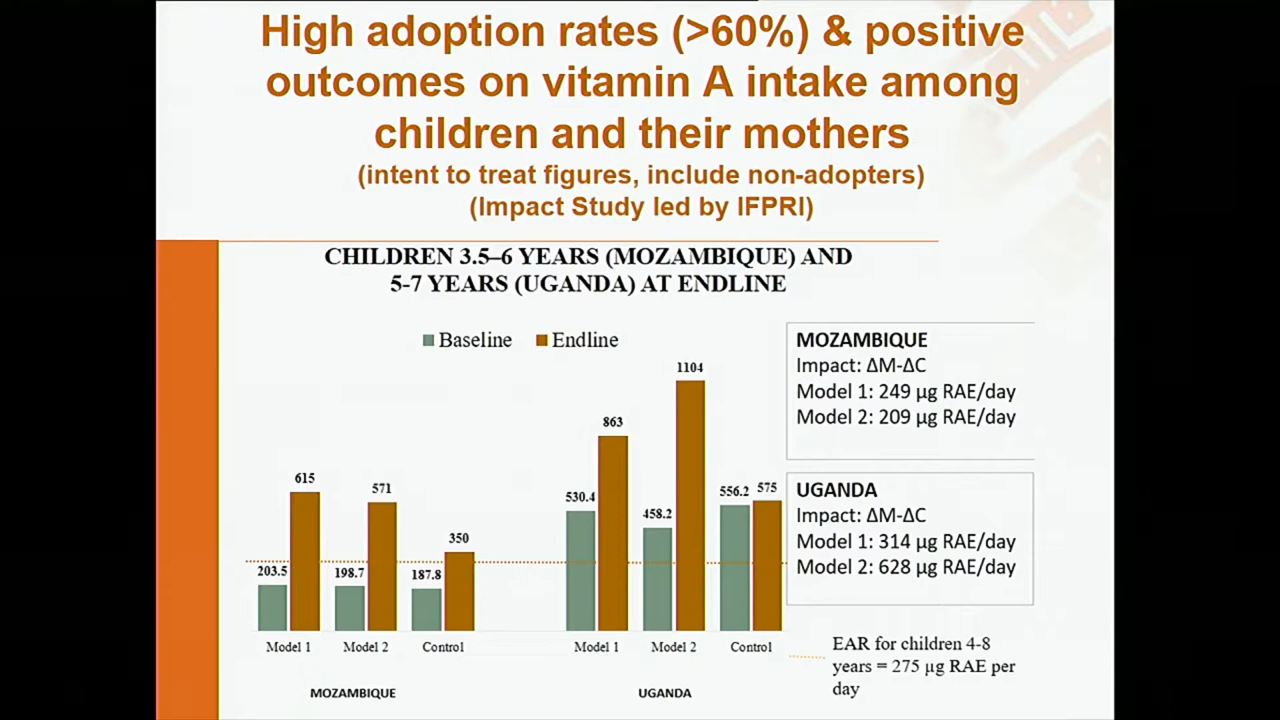 High adoption rates (>60%) & positive
outcomes on vitamin A intake among
children and their mothers
(intent to treat figures, include non-adopters)
(Impact Study led by IFPRI)
CHILDREN 3.5–6 YEARS (MOZAMBIQUE) AND
5-7 YEARS (UGANDA) AT ENDLINE
Baseline Endline
203.5 615 198.7 571 187.8 350 530.4 863 458.2 1104 556.2 575
Model 1 Model 2 Control Model 1 Model 2 Control
MOZAMBIQUE UGANDA
MOZAMBIQUE
Impact: ΔM-ΔC
Model 1: 249 µg RAE/day
Model 2: 209 µg RAE/day
UGANDA
Impact: ΔM-ΔC
Model 1: 314 µg RAE/day
Model 2: 628 µg RAE/day
EAR for children 4-8
years = 275 µg RAE per
day